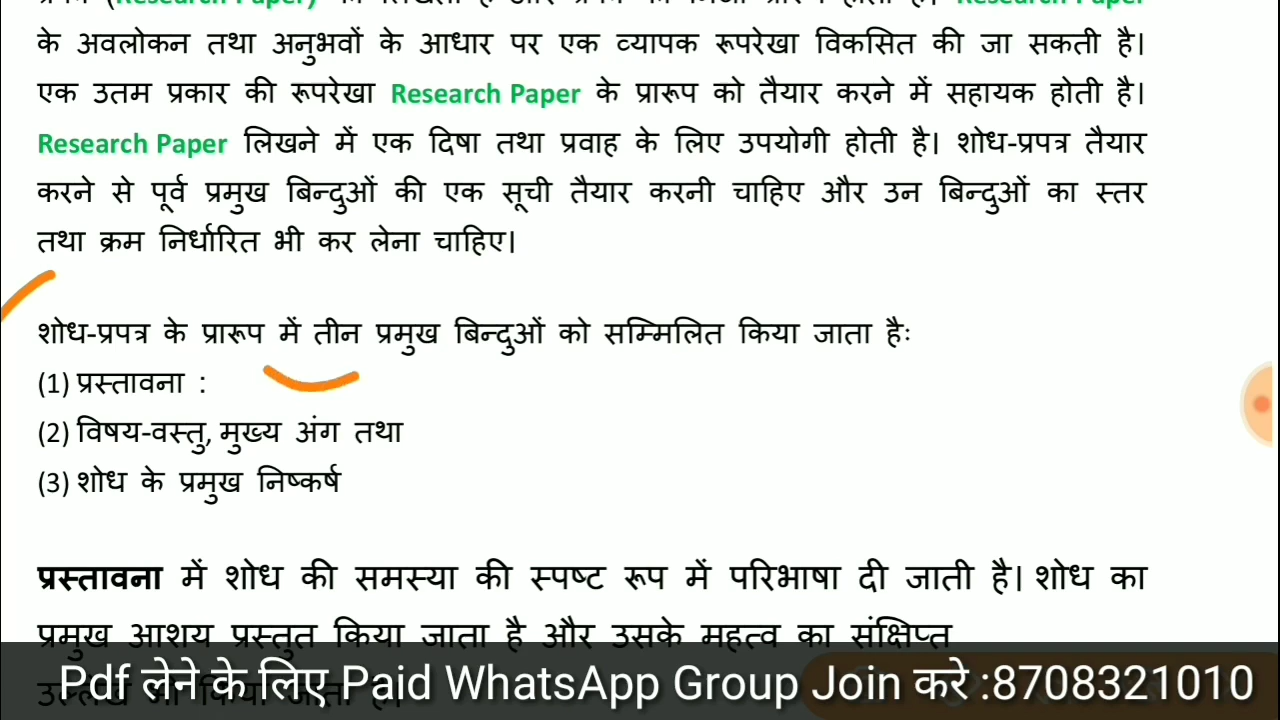 के अवलोकन तथा अनुभवों के आधार पर एक व्यापक रूपरेखा विकसित की जा सकती है।
एक उतम प्रकार की रूपरेखा Research Paper के प्रारूप को तैयार करने में सहायक होती है।
Research Paper लिखने में एक दिषा तथा प्रवाह के लिए उपयोगी होती है। शोध-प्रपत्र तैयार
करने से पूर्व प्रमुख बिन्दुओं की एक सूची तैयार करनी चाहिए और उन बिन्दुओं का स्तर
तथा क्रम निर्धारित भी कर लेना चाहिए।
शोध-प्रपत्र के प्रारूप में तीन प्रमुख बिन्दुओं को सम्मिलित किया जाता हैः
(1) प्रस्तावना :
(2) विषय-वस्तु, मुख्य अंग तथा
(3) शोध के प्रमुख निष्कर्ष
प्रस्तावना में शोध की समस्या की स्पष्ट रूप में परिभाषा दी जाती है। शोध का
प्रमुख आशय प्रस्तुत किया जाता है और उसके महत्व का संक्षिप्त
Pdf लेने के लिए Paid WhatsApp Group Join करे :8708321010